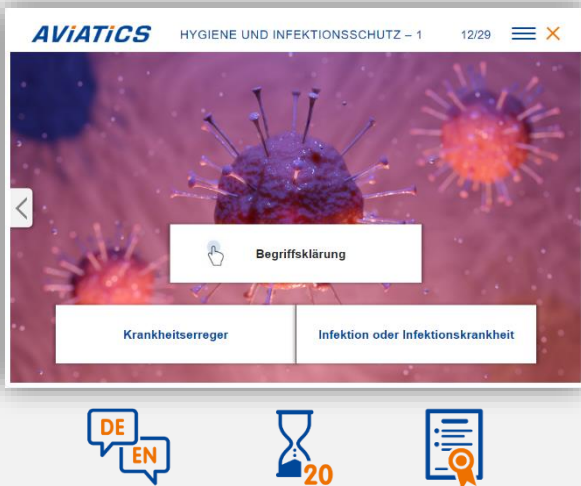 AViATiCS HYGIENE UND INFEKTIONSSCHUTZ – 1 12/29
Begriffsklärung
Krankheitserreger Infektion oder Infektionskrankheit
DE
EN
20